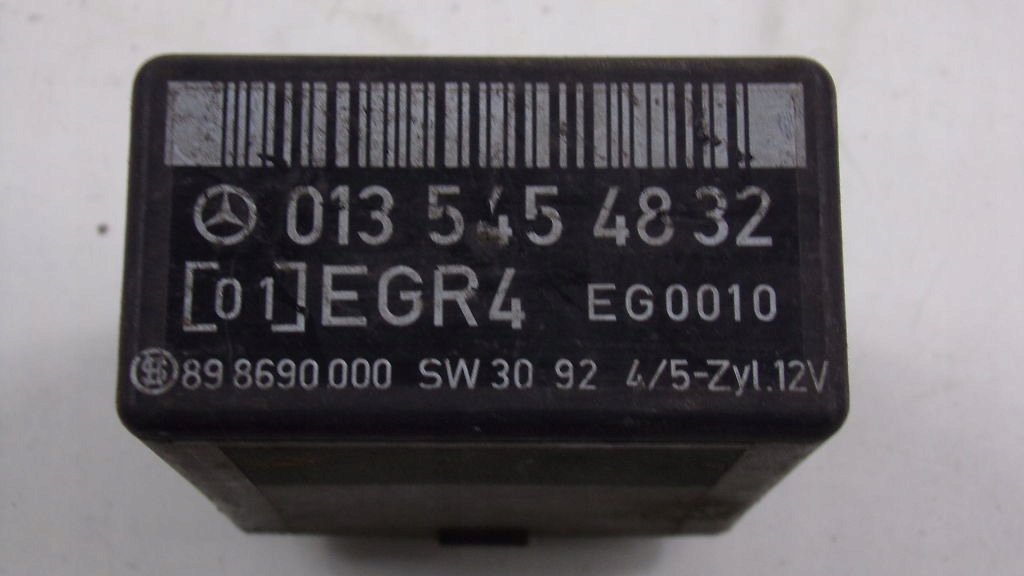 013 545 48 32
[01] EGR4 EG0010
89 8690 000 SW 30 92 4/5-Zyl.12V